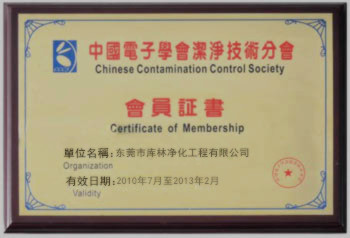 中國電子學會潔淨技術分會
Chinese Contamination Control Society
會員証書
Certificate of Membership
單位名稱：东莞市库林净化工程有限公司
Organization
有效日期：2010年7月至2013年2月
Validity